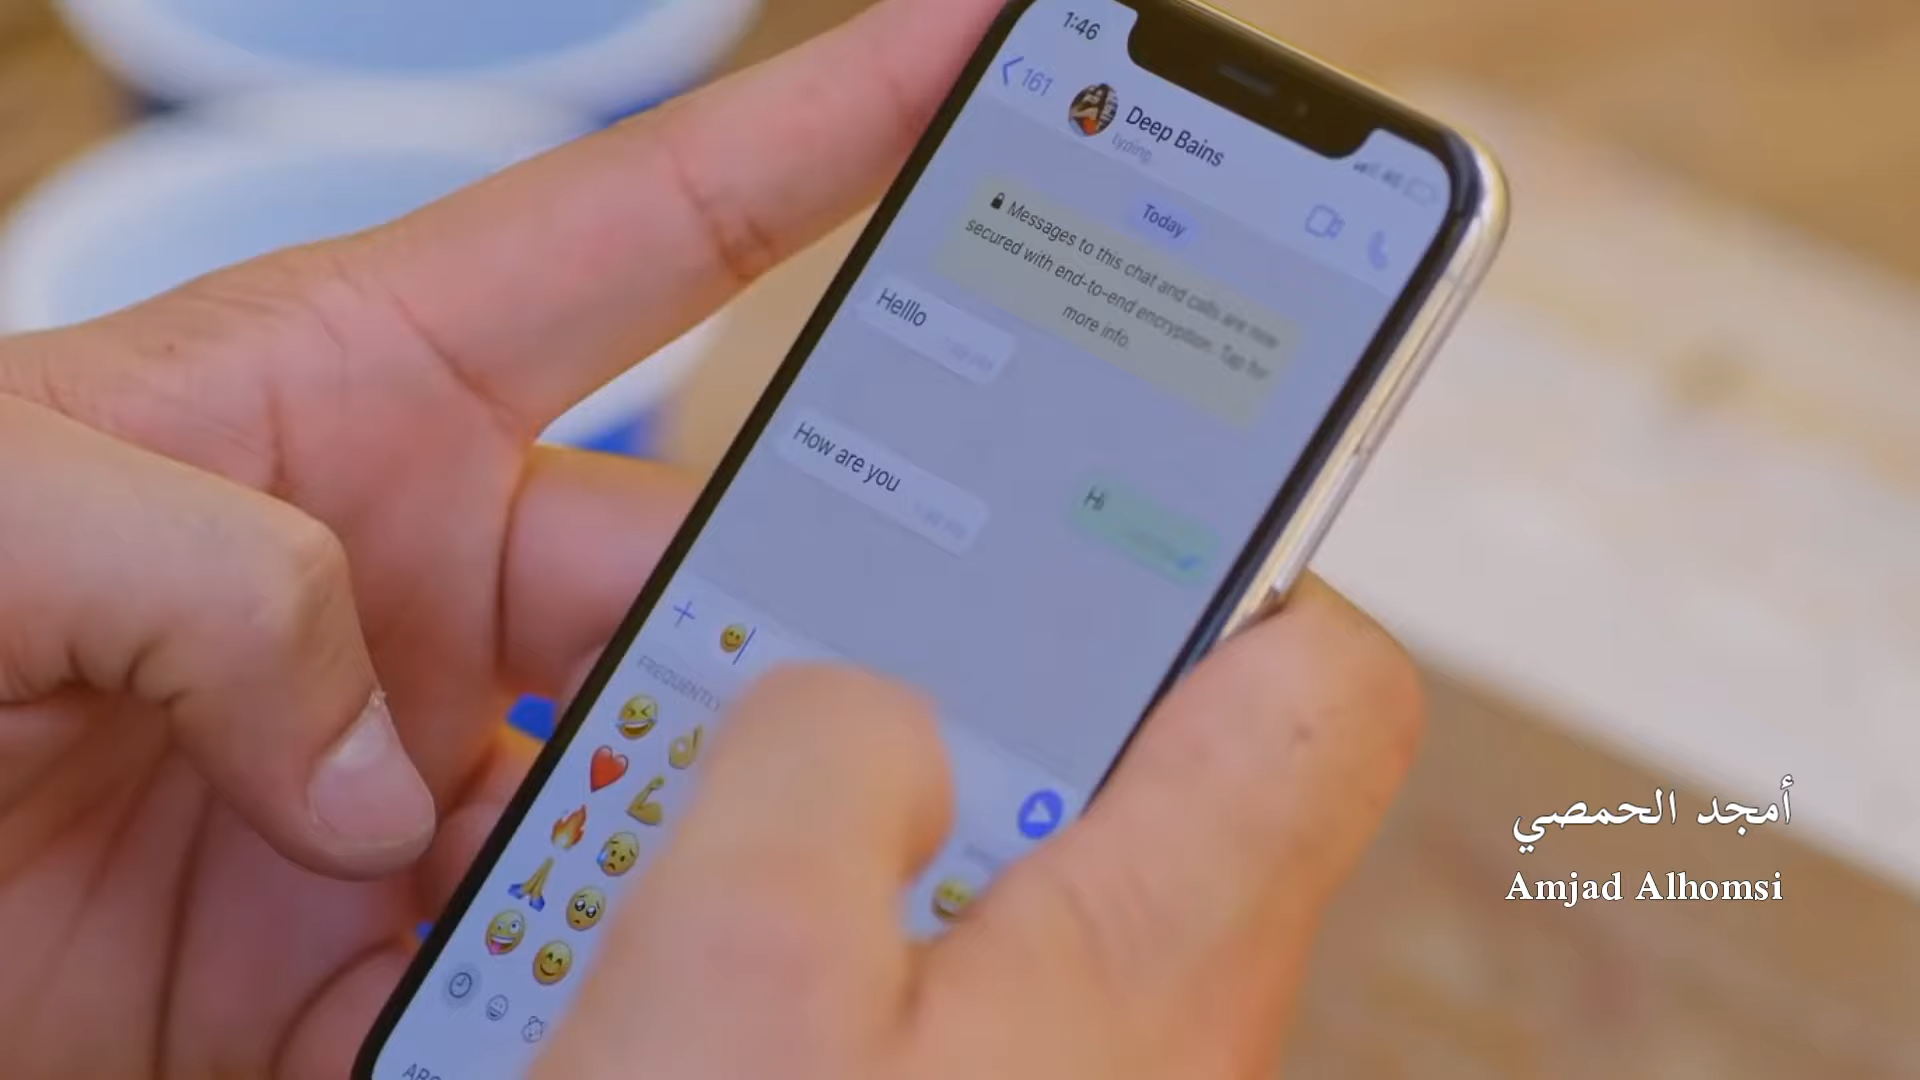 1:46
161
Deep Bains
typing
Today
Messages to this chat and calls are now
secured with end-to-end encryption. Tap for
more info.
Helllo
Hi
How are you
FREQUENTLY
أمجد الحمصي
Amjad Alhomsi